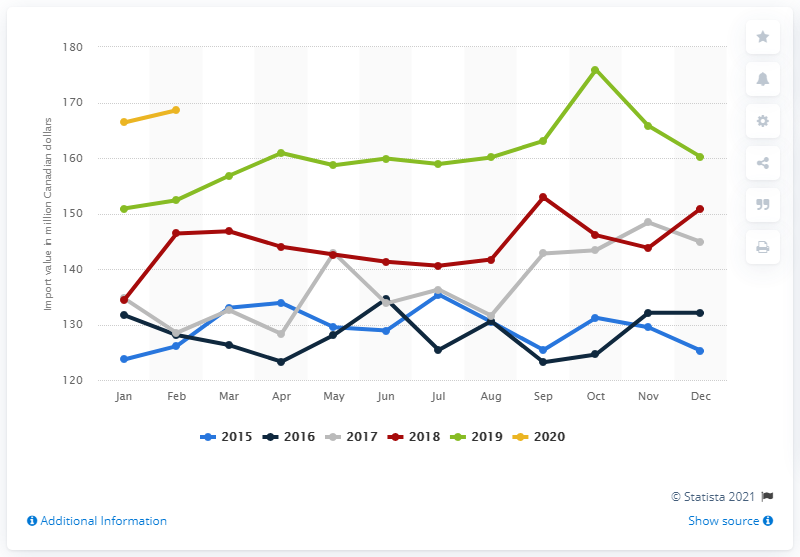 180
170
160
150
140
130
120
Import value in million Canadian dollars
Jan Feb Mar Apr May Jun Jul Aug Sep Oct Nov Dec
2015 2016 2017 2018 2019 2020
© Statista 2021
Additional Information
Show source